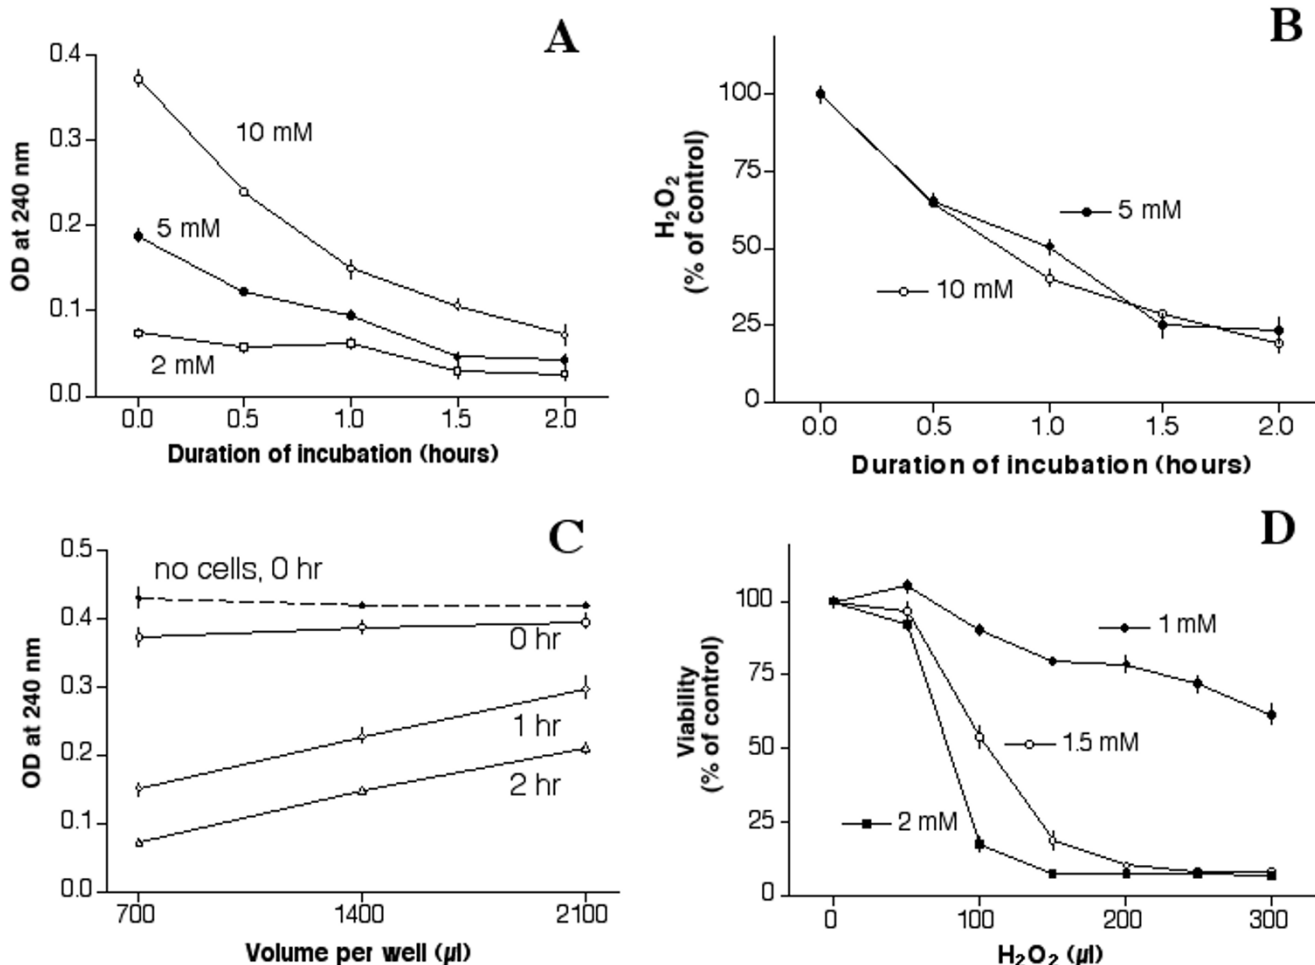 A
0.4
0.3
0.2
0.1
0.0
OD at 240 nm
10 mM
5 mM
2 mM
0.0 0.5 1.0 1.5 2.0
Duration of incubation (hours)
B
100
75
50
25
0
H₂O₂
(% of control)
5 mM
10 mM
0.0 0.5 1.0 1.5 2.0
Duration of incubation (hours)
C
0.5
0.4
0.3
0.2
0.1
0.0
OD at 240 nm
no cells, 0 hr
0 hr
1 hr
2 hr
700 1400 2100
Volume per well (µl)
D
100
75
50
25
0
Viability
(% of control)
1 mM
1.5 mM
2 mM
0 100 200 300
H₂O₂ (µl)